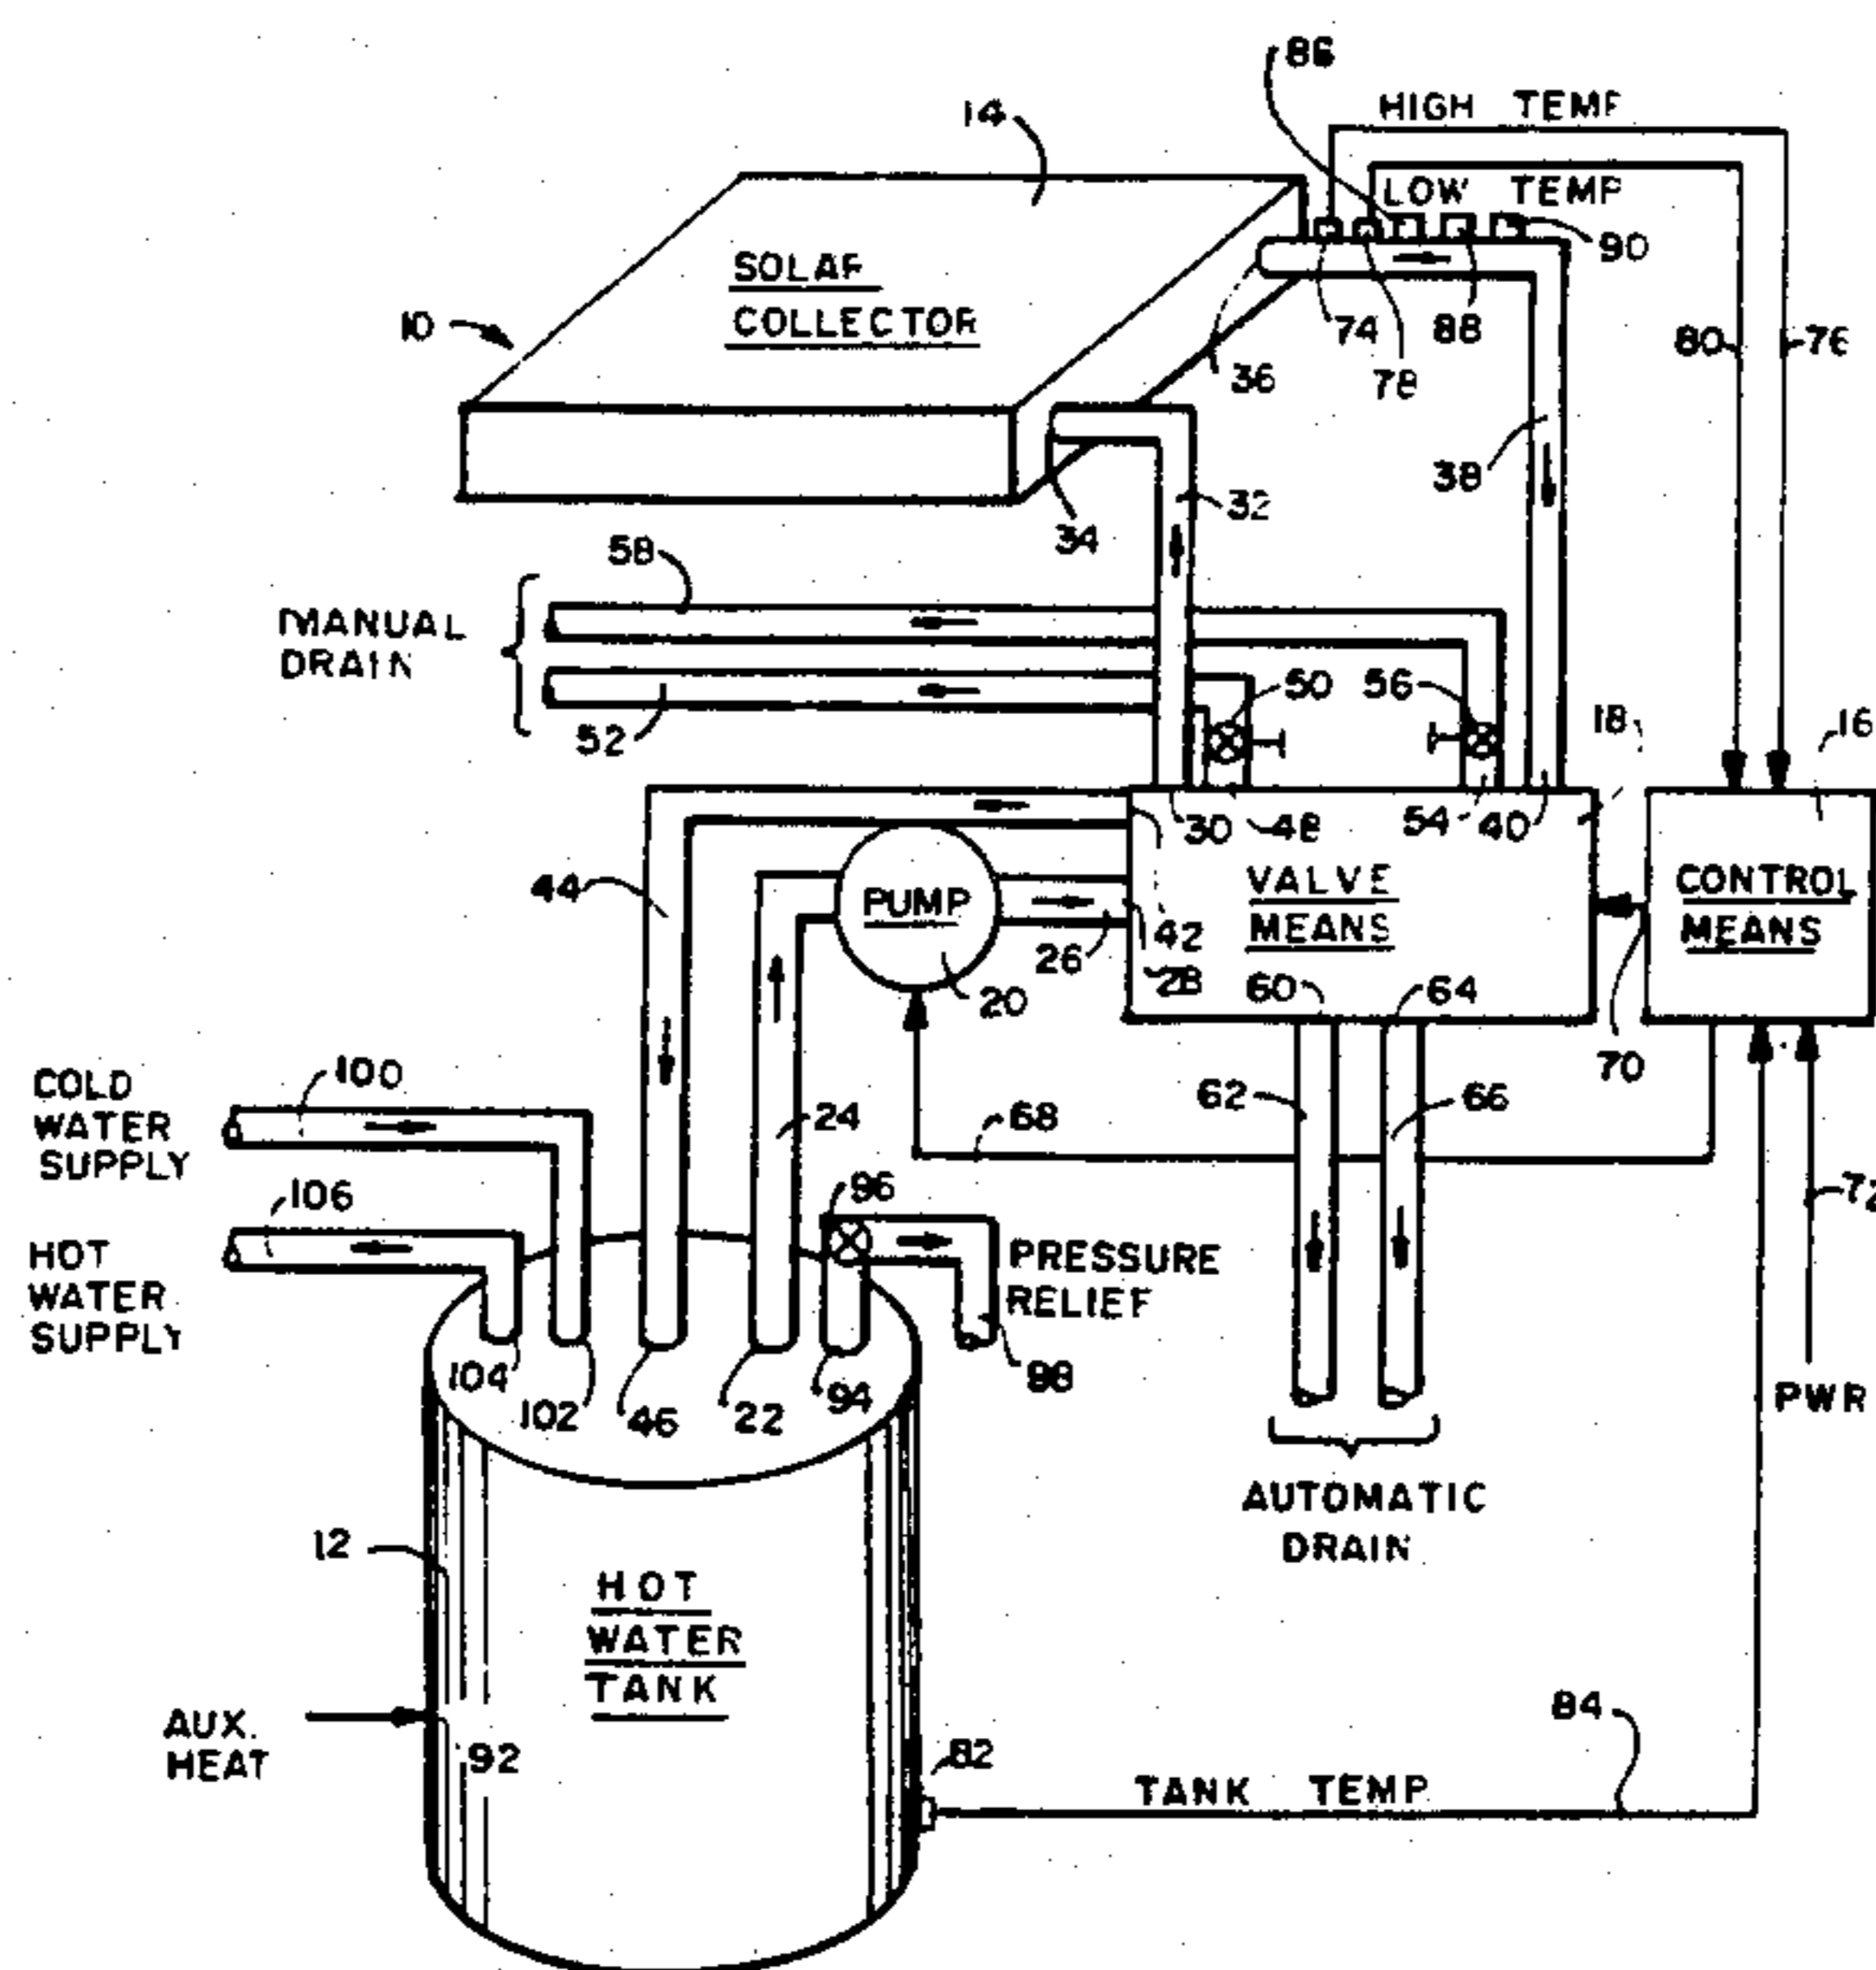 86
HIGH TEMP
14
LOW TEMP
90
SOLAR
COLLECTOR
10
74
88
80
76
36
78
38
32
34
58
MANUAL
DRAIN
50
56
18
16
52
30
48
54
40
44
PUMP
VALVE
MEANS
CONTROL
MEANS
42
26
28
20
60
64
70
COLD
WATER
SUPPLY
100
24
62
66
68
72
106
96
HOT
WATER
SUPPLY
PRESSURE
RELIEF
104
102
46
22
94
98
PWR
AUTOMATIC
DRAIN
12
HOT
WATER
TANK
AUX.
HEAT
92
82
84
TANK TEMP